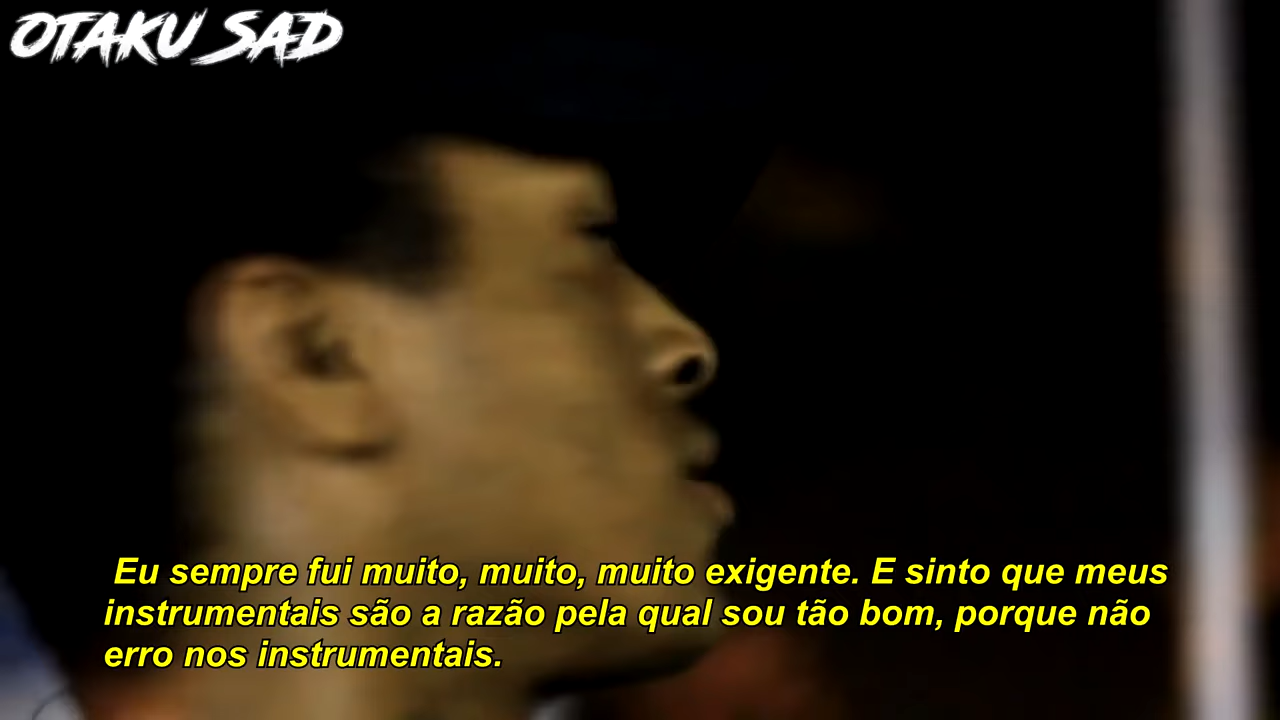 OTAKU SAD
Eu sempre fui muito, muito, muito exigente. E sinto que meus
instrumentais são a razão pela qual sou tão bom, porque não
erro nos instrumentais.